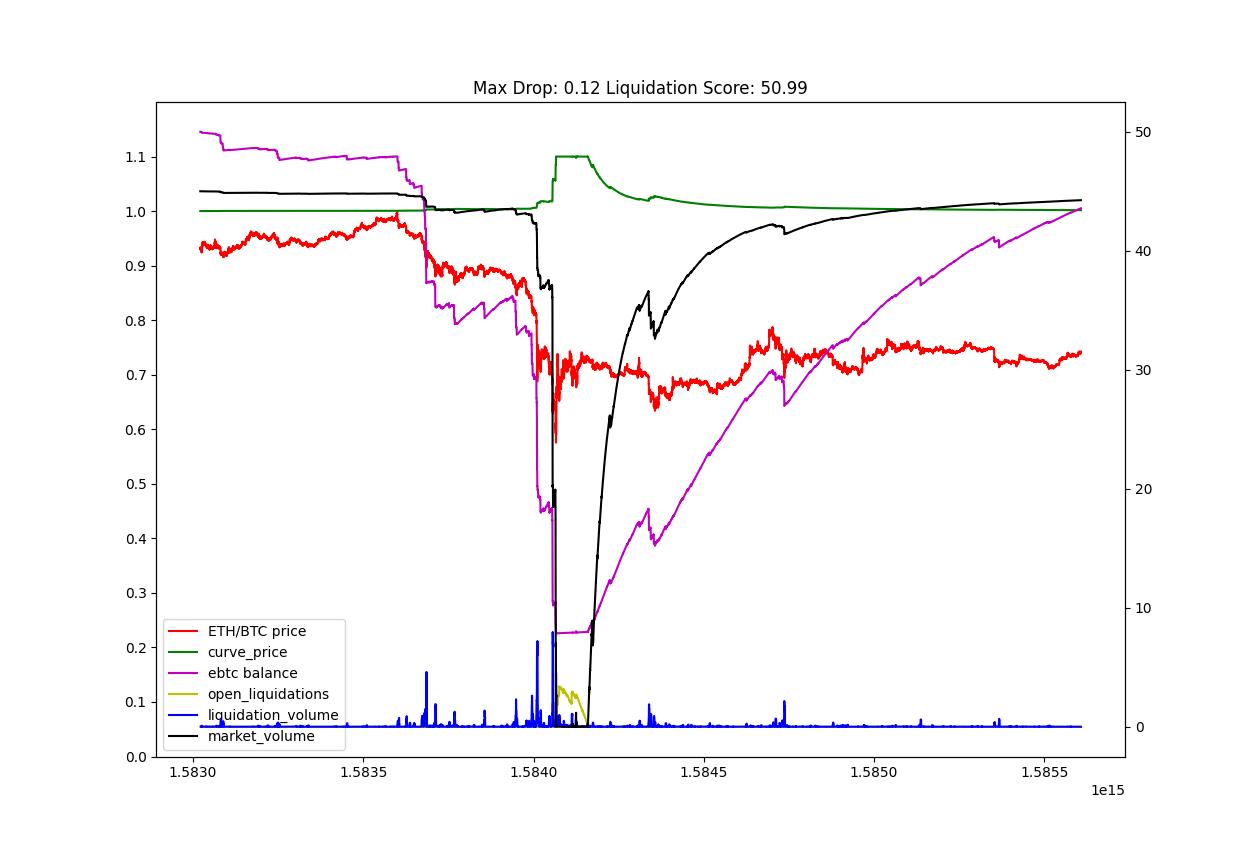 Max Drop: 0.12 Liquidation Score: 50.99
1.1
1.0
0.9
0.8
0.7
0.6
0.5
0.4
0.3
0.2
0.1
0.0
50
40
30
20
10
0
ETH/BTC price
curve_price
ebtc balance
open_liquidations
liquidation_volume
market_volume
1.5830 1.5835 1.5840 1.5845 1.5850 1.5855
1e15